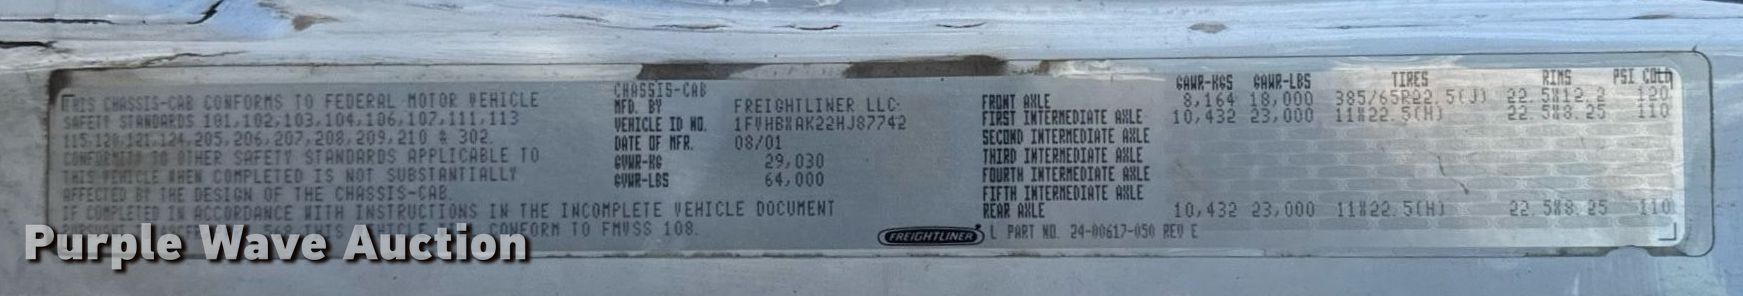 THIS CHASSIS-CAB CONFORMS TO FEDERAL MOTOR VEHICLE
SAFETY STANDARDS 101,102,103,104,106,107,111,113
115,120,121,124,205,206,207,208,209,210 & 302.
CONFORMITY TO OTHER SAFETY STANDARDS APPLICABLE TO
THIS VEHICLE WHEN COMPLETED IS NOT SUBSTANTIALLY
AFFECTED BY THE DESIGN OF THE CHASSIS-CAB.
IF COMPLETED IN ACCORDANCE WITH INSTRUCTIONS IN THE INCOMPLETE VEHICLE DOCUMENT
THIS VEHICLE CONFORM TO FMVSS 108.
CHASSIS-CAB
MFD. BY FREIGHTLINER LLC
VEHICLE ID NO. 1FVHBXAK22HJ87742
DATE OF MFR. 08/01
GVWR-KG 29,030
GVWR-LBS 64,000
GAWR-KGS GAWR-LBS TIRES RIMS PSI COLD
FRONT AXLE 8,164 18,000 385/65R22.5(J) 22.5X12.2 120
FIRST INTERMEDIATE AXLE 10,432 23,000 11X22.5(H) 22.5X8.25 110
SECOND INTERMEDIATE AXLE
THIRD INTERMEDIATE AXLE
FOURTH INTERMEDIATE AXLE
FIFTH INTERMEDIATE AXLE
REAR AXLE 10,432 23,000 11X22.5(H) 22.5X8.25 110
FREIGHTLINER
L PART NO. 24-00617-050 REV E
Purple Wave Auction